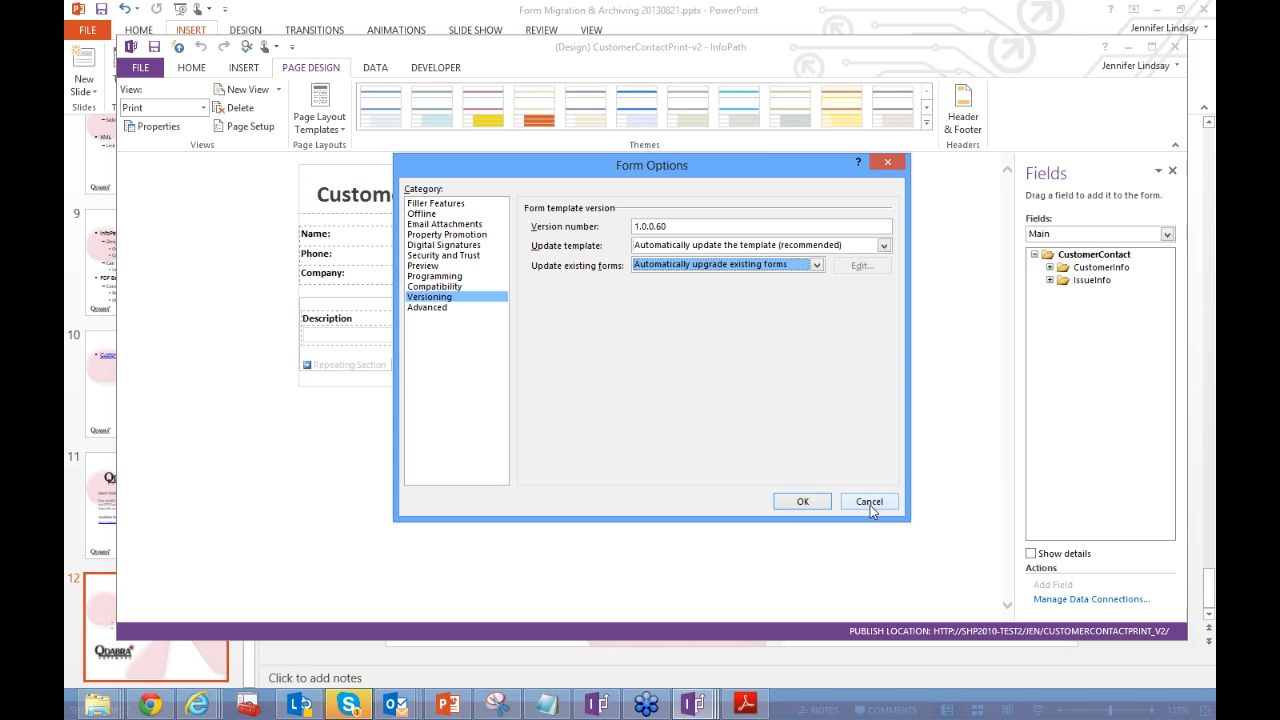 Form Migration & Archiving 20130821.pptx - PowerPoint
FILE HOME INSERT DESIGN TRANSITIONS ANIMATIONS SLIDE SHOW REVIEW VIEW
Jennifer Lindsay
(Design) CustomerContactPrint-v2 - InfoPath
FILE HOME INSERT PAGE DESIGN DATA DEVELOPER
Jennifer Lindsay
New
Slide
Slides
View:
New View
Print
Delete
Properties
Page Setup
Views
Page Layout
Templates
Page Layouts
Themes
Header
& Footer
Headers
9
10
11
12
QDABRA
Custome
Name:
Phone:
Company:
Description
Repeating Section
Form Options
Category:
Filler Features
Offline
Email Attachments
Property Promotion
Digital Signatures
Security and Trust
Preview
Programming
Compatibility
Versioning
Advanced
Form template version
Version number: 1.0.0.60
Update template: Automatically update the template (recommended)
Update existing forms: Automatically upgrade existing forms
Edit...
OK
Cancel
Fields
Drag a field to add it to the form.
Fields:
Main
CustomerContact
CustomerInfo
IssueInfo
Show details
Actions
Add Field
Manage Data Connections...
PUBLISH LOCATION: HTTP://SHP2010-TEST2/JEN/CUSTOMERCONTACTPRINT_V2/
Click to add notes
NOTES
COMMENTS
135%